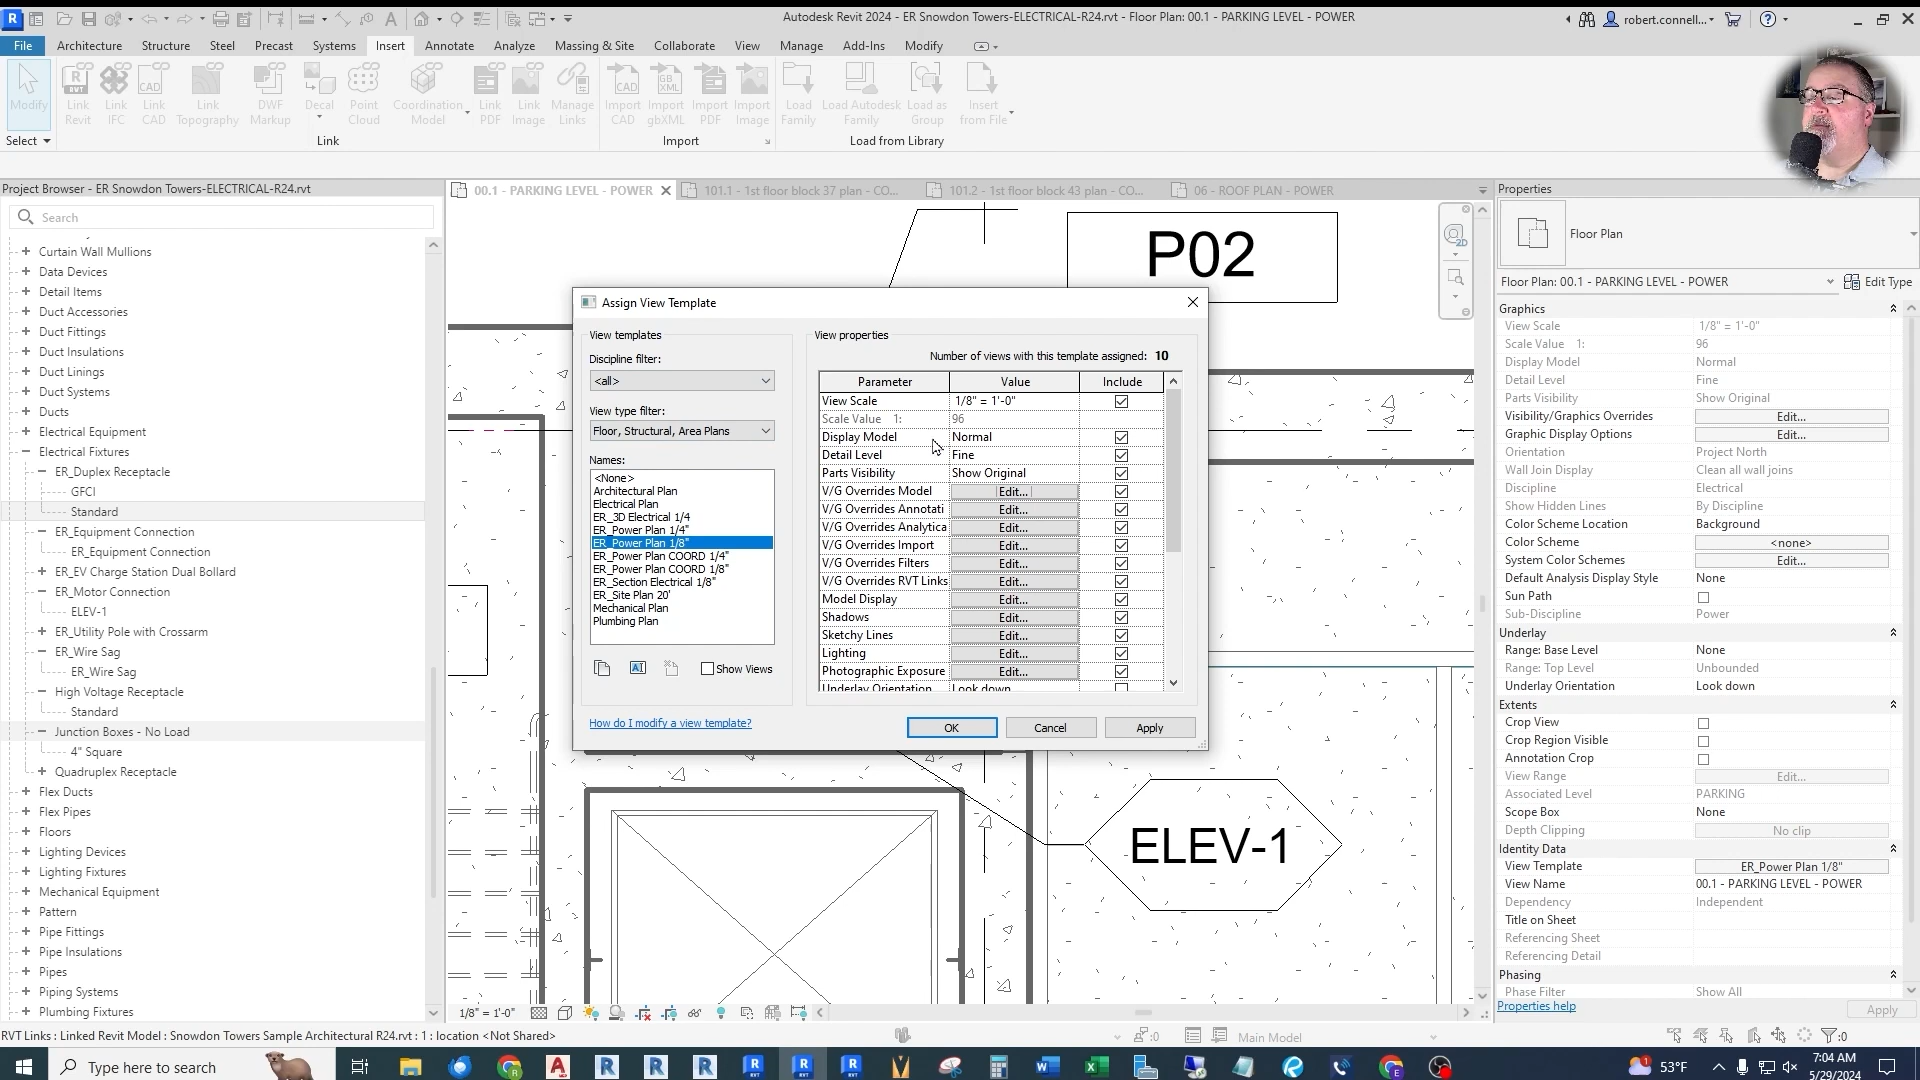 Autodesk Revit 2024 - ER Snowdon Towers-ELECTRICAL-R24.rvt - Floor Plan: 00.1 - PARKING LEVEL - POWER
robert.connell...
File Architecture Structure Steel Precast Systems Insert Annotate Analyze Massing & Site Collaborate View Manage Add-Ins Modify
Modify
Link Revit
Link IFC
Link CAD
Link Topography
DWF Markup
Decal
Point Cloud
Coordination Model
Link PDF
Link Image
Manage Links
Import CAD
Import gbXML
Import PDF
Import Image
Load Family
Load Autodesk Family
Load as Group
Insert from File
Select
Link
Import
Load from Library
Project Browser - ER Snowdon Towers-ELECTRICAL-R24.rvt
Search
Curtain Wall Mullions
Data Devices
Detail Items
Duct Accessories
Duct Fittings
Duct Insulations
Duct Linings
Duct Systems
Ducts
Electrical Equipment
Electrical Fixtures
ER_Duplex Receptacle
GFCI
Standard
ER_Equipment Connection
ER_Equipment Connection
ER_EV Charge Station Dual Bollard
ER_Motor Connection
ELEV-1
ER_Utility Pole with Crossarm
ER_Wire Sag
ER_Wire Sag
High Voltage Receptacle
Standard
Junction Boxes - No Load
4" Square
Quadruplex Receptacle
Flex Ducts
Flex Pipes
Floors
Lighting Devices
Lighting Fixtures
Mechanical Equipment
Pattern
Pipe Fittings
Pipe Insulations
Pipes
Piping Systems
Plumbing Fixtures
00.1 - PARKING LEVEL - POWER
101.1 - 1st floor block 37 plan - CO...
101.2 - 1st floor block 43 plan - CO...
06 - ROOF PLAN - POWER
P02
ELEV-1
2D
Assign View Template
View templates
Discipline filter:
<all>
View type filter:
Floor, Structural, Area Plans
Names:
<None>
Architectural Plan
Electrical Plan
ER_3D Electrical 1/4
ER_Power Plan 1/4"
ER_Power Plan 1/8"
ER_Power Plan COORD 1/4"
ER_Power Plan COORD 1/8"
ER_Section Electrical 1/8"
ER_Site Plan 20'
Mechanical Plan
Plumbing Plan
Show Views
How do I modify a view template?
View properties
Number of views with this template assigned: 10
Parameter Value Include
View Scale 1/8" = 1'-0"
Scale Value 1: 96
Display Model Normal
Detail Level Fine
Parts Visibility Show Original
V/G Overrides Model Edit...
V/G Overrides Annotati Edit...
V/G Overrides Analytica Edit...
V/G Overrides Import Edit...
V/G Overrides Filters Edit...
V/G Overrides RVT Links Edit...
Model Display Edit...
Shadows Edit...
Sketchy Lines Edit...
Lighting Edit...
Photographic Exposure Edit...
Underlay Orientation Look down
OK Cancel Apply
Properties
Floor Plan
Floor Plan: 00.1 - PARKING LEVEL - POWER Edit Type
Graphics
View Scale 1/8" = 1'-0"
Scale Value 1: 96
Display Model Normal
Detail Level Fine
Parts Visibility Show Original
Visibility/Graphics Overrides Edit...
Graphic Display Options Edit...
Orientation Project North
Wall Join Display Clean all wall joins
Discipline Electrical
Show Hidden Lines By Discipline
Color Scheme Location Background
Color Scheme <none>
System Color Schemes Edit...
Default Analysis Display Style None
Sun Path
Sub-Discipline Power
Underlay
Range: Base Level None
Range: Top Level Unbounded
Underlay Orientation Look down
Extents
Crop View
Crop Region Visible
Annotation Crop
View Range Edit...
Associated Level PARKING
Scope Box None
Depth Clipping No clip
Identity Data
View Template ER_Power Plan 1/8"
View Name 00.1 - PARKING LEVEL - POWER
Dependency Independent
Title on Sheet
Referencing Sheet
Referencing Detail
Phasing
Phase Filter Show All
Properties help Apply
1/8" = 1'-0"
RVT Links : Linked Revit Model : Snowdon Towers Sample Architectural R24.rvt : 1 : location <Not Shared>
:0
Main Model
:0
Type here to search
53°F
7:04 AM
5/29/2024